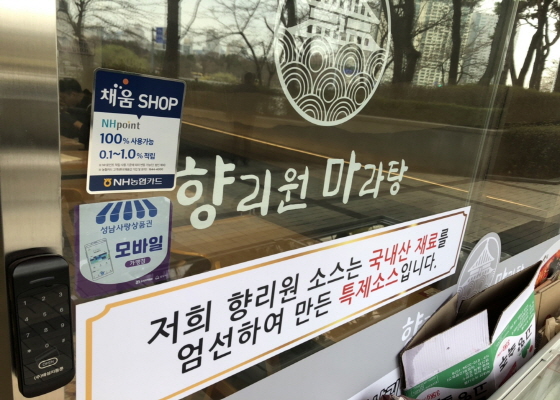 채움 SHOP
NHpoint
100% 사용가능
0.1~1.0% 적립
NH농협카드
성남사랑상품권
모바일
가맹점
향리원 마라탕
저희 향리원 소스는 국내산 재료를
엄선하여 만든 특제소스입니다.